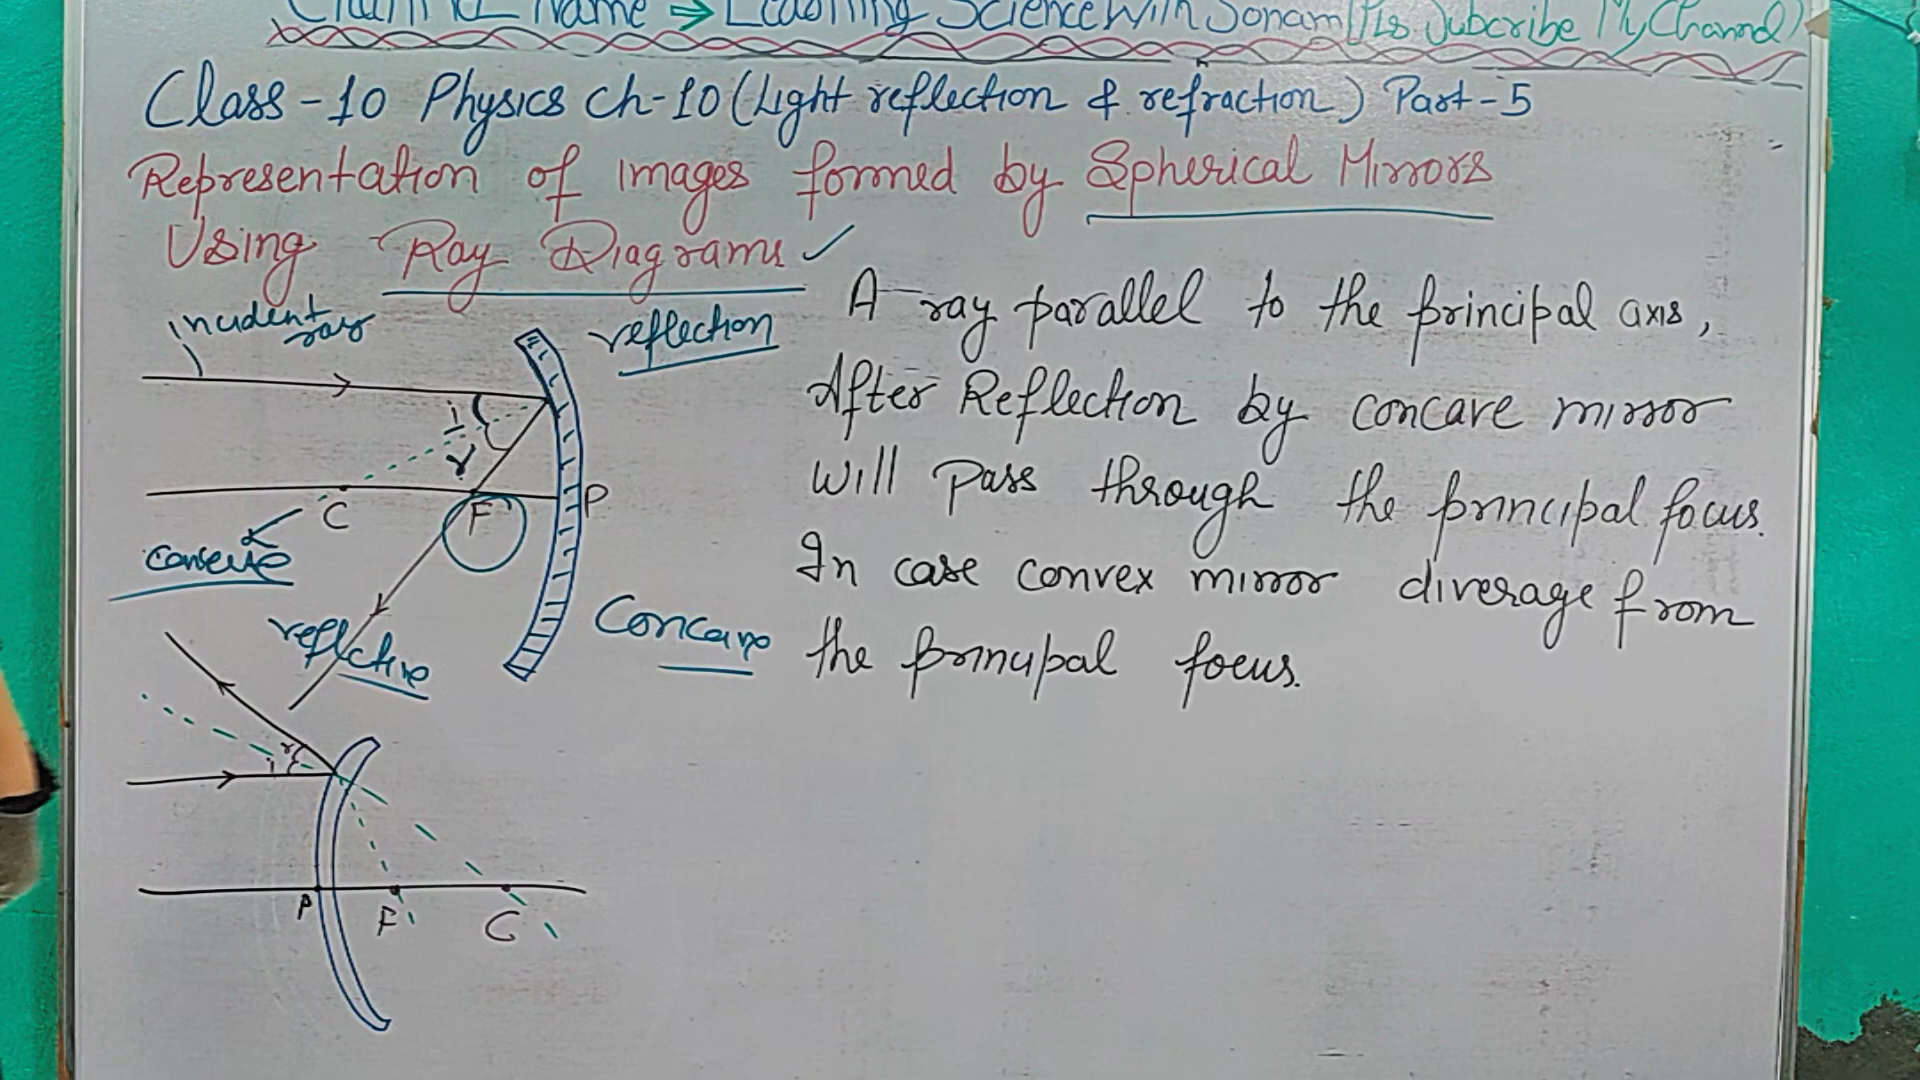 Channel Name → Learning Science With Sonam (Pls. Subcribe My Channel)
Class-10 Physics Ch-10 (Light reflection & refraction) Part-5
Representation of images formed by Spherical Mirrors
Using Ray Diagrams ✓
incident ray
reflection
i
r
C
F
P
Concave
A ray parallel to the principal axis,
After Reflection by concave mirror
Will Pass through the principal focus.
In case convex mirror diverage from
the principal focus.
reflctive
r
i
P
F
C